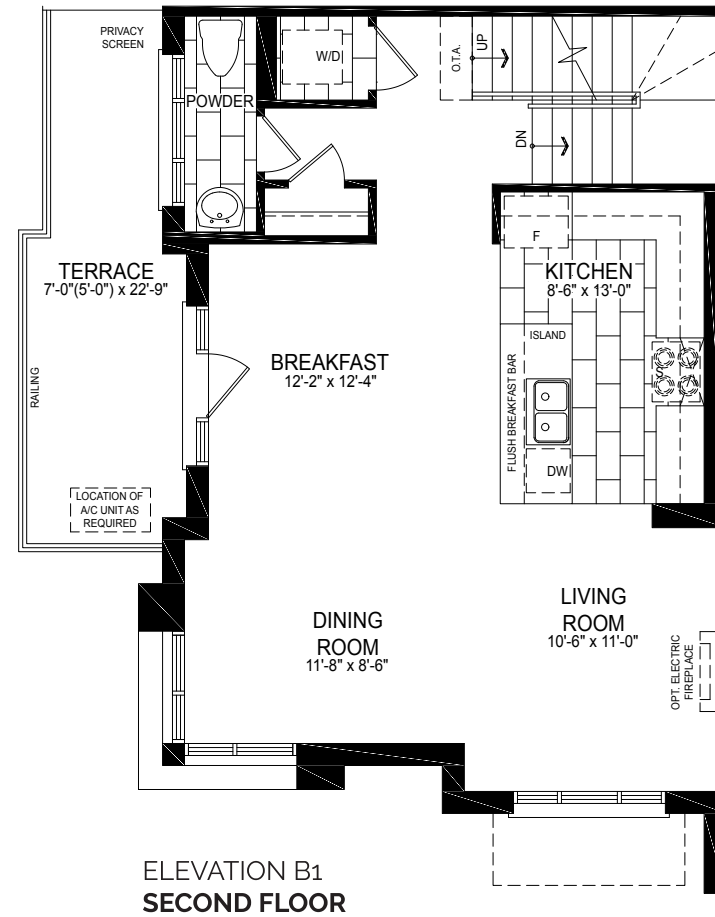 PRIVACY
SCREEN
W/D
O.T.A.
UP
POWDER
DN
F
TERRACE
7'-0"(5'-0") x 22'-9"
KITCHEN
8'-6" x 13'-0"
ISLAND
BREAKFAST
12'-2" x 12'-4"
S
RAILING
FLUSH BREAKFAST BAR
DW
LOCATION OF
A/C UNIT AS
REQUIRED
DINING
ROOM
11'-8" x 8'-6"
LIVING
ROOM
10'-6" x 11'-0"
OPT. ELECTRIC
FIREPLACE
ELEVATION B1
SECOND FLOOR